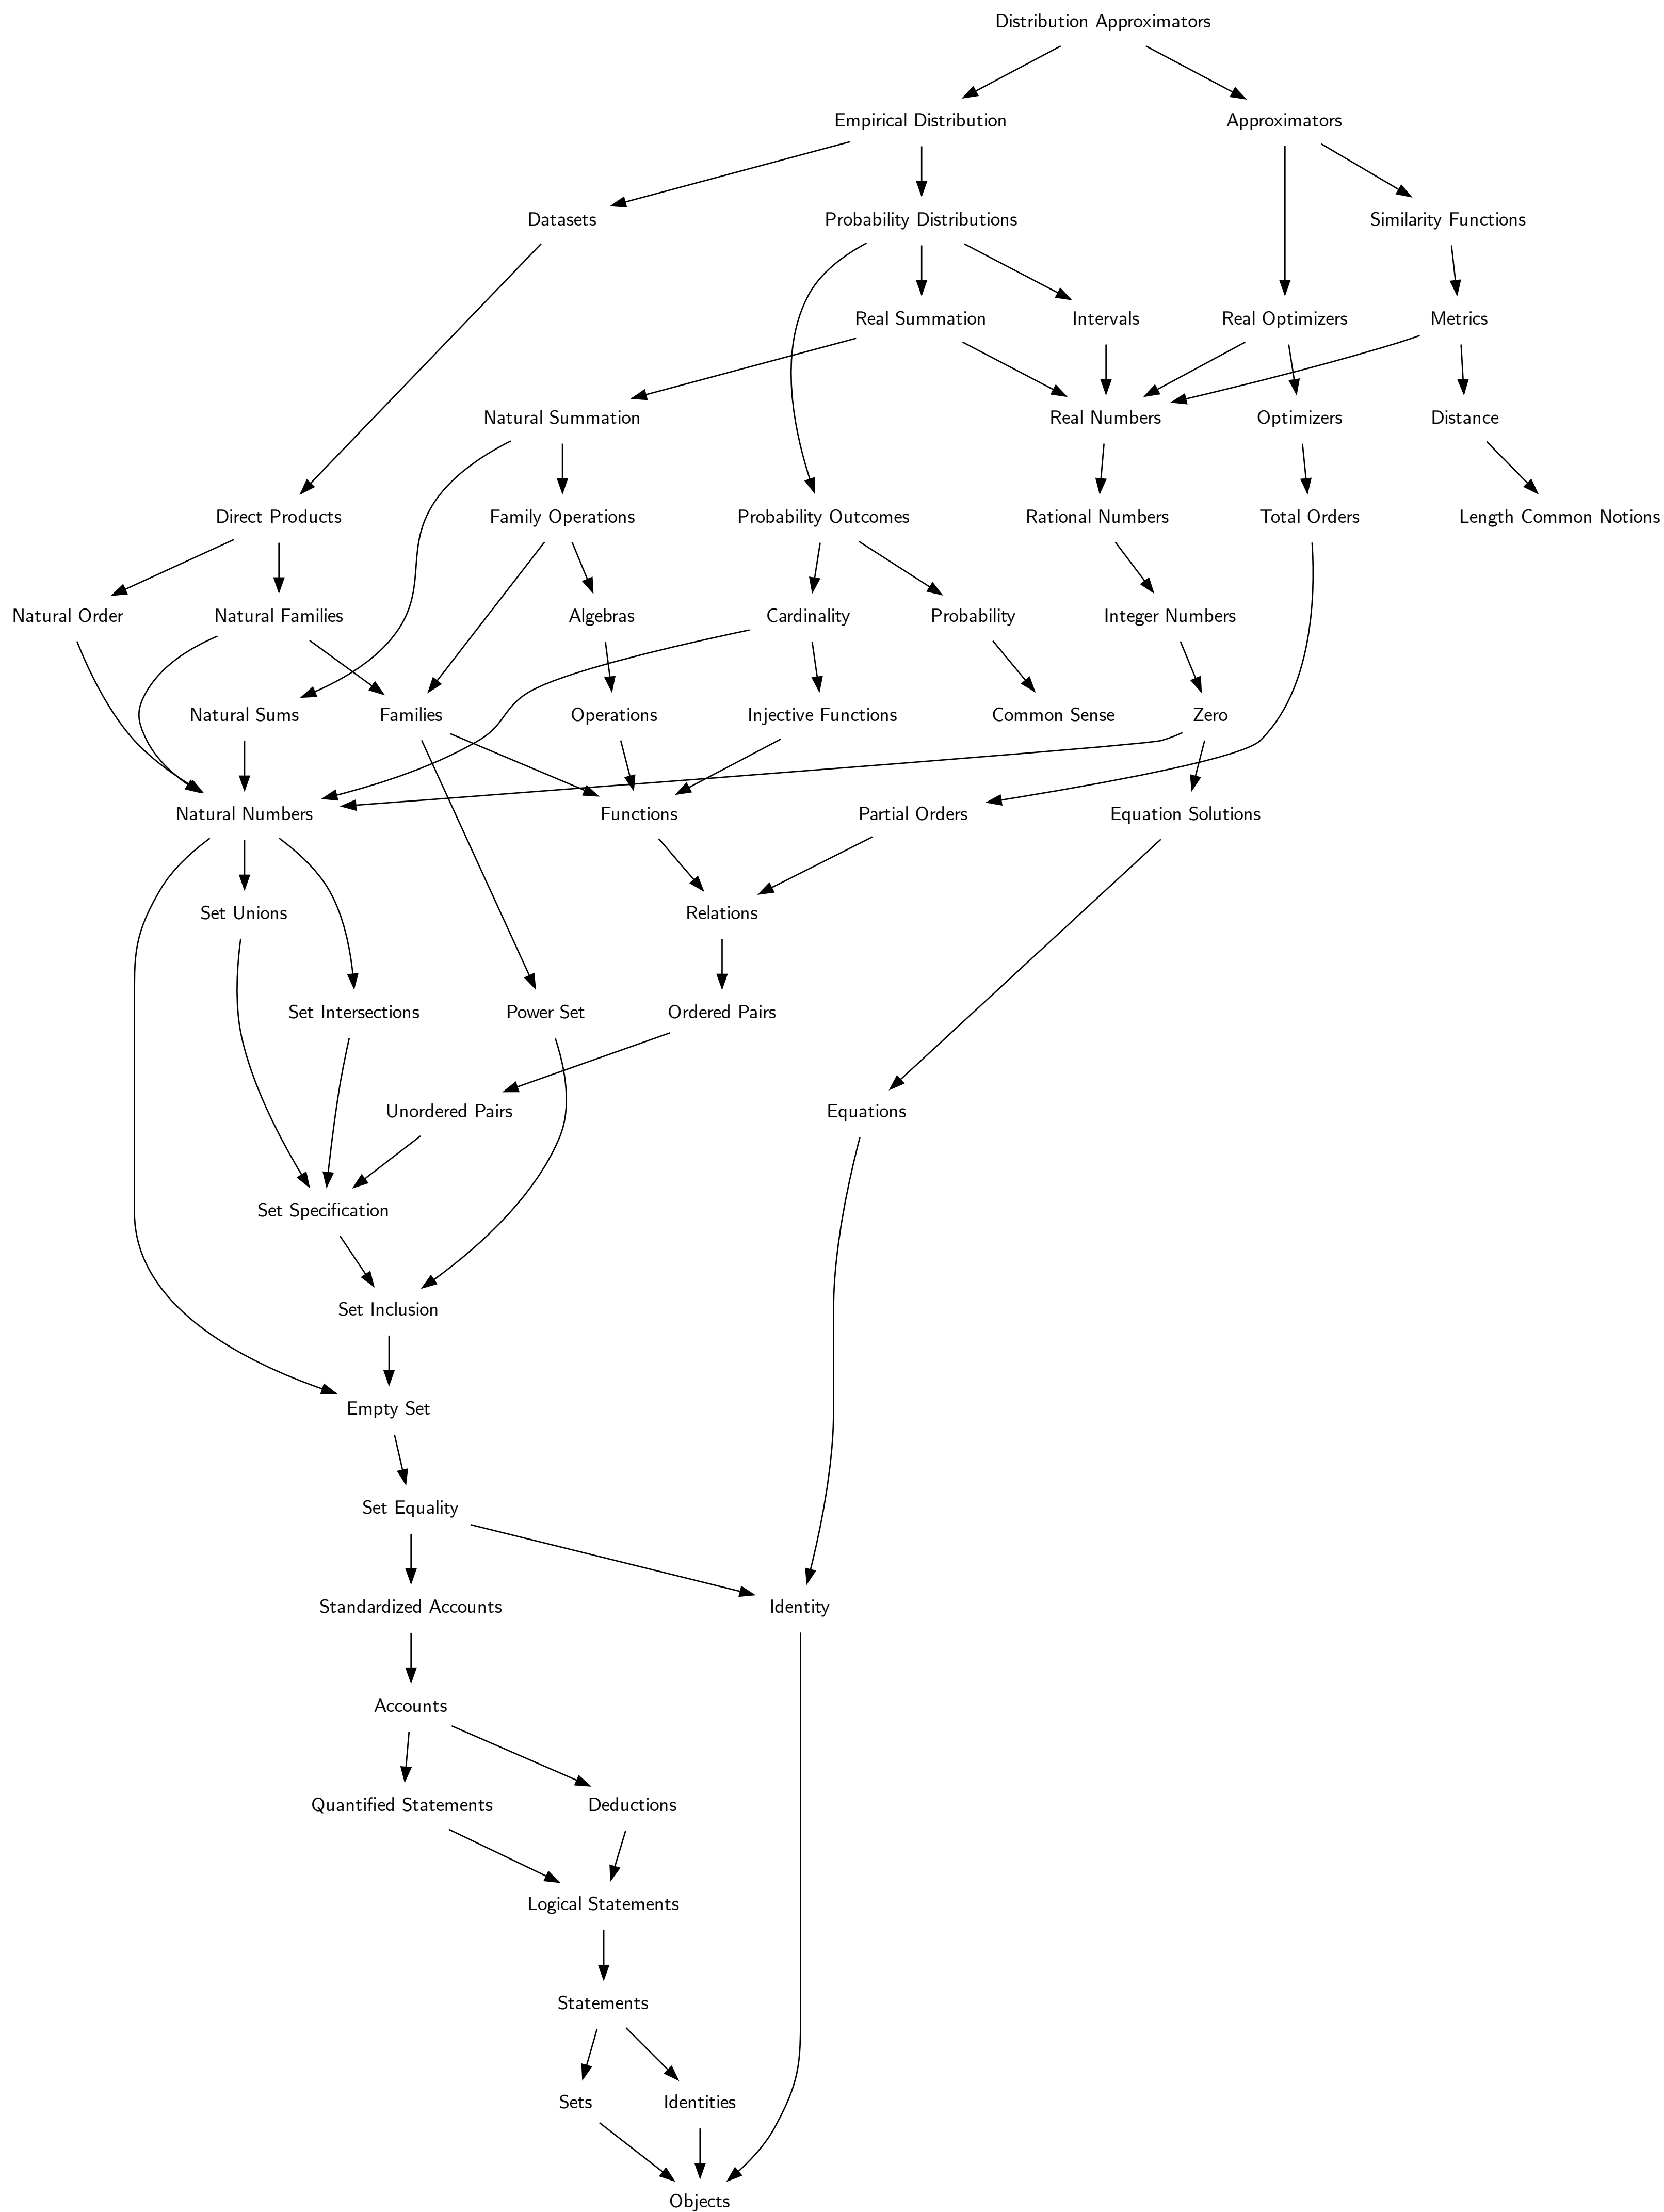 Distribution Approximators
Empirical Distribution
Approximators
Datasets
Probability Distributions
Similarity Functions
Real Summation
Intervals
Real Optimizers
Metrics
Natural Summation
Real Numbers
Optimizers
Distance
Direct Products
Family Operations
Probability Outcomes
Rational Numbers
Total Orders
Length Common Notions
Natural Order
Natural Families
Algebras
Cardinality
Probability
Integer Numbers
Natural Sums
Families
Operations
Injective Functions
Common Sense
Zero
Natural Numbers
Functions
Partial Orders
Equation Solutions
Set Unions
Relations
Set Intersections
Power Set
Ordered Pairs
Unordered Pairs
Equations
Set Specification
Set Inclusion
Empty Set
Set Equality
Standardized Accounts
Identity
Accounts
Quantified Statements
Deductions
Logical Statements
Statements
Sets
Identities
Objects